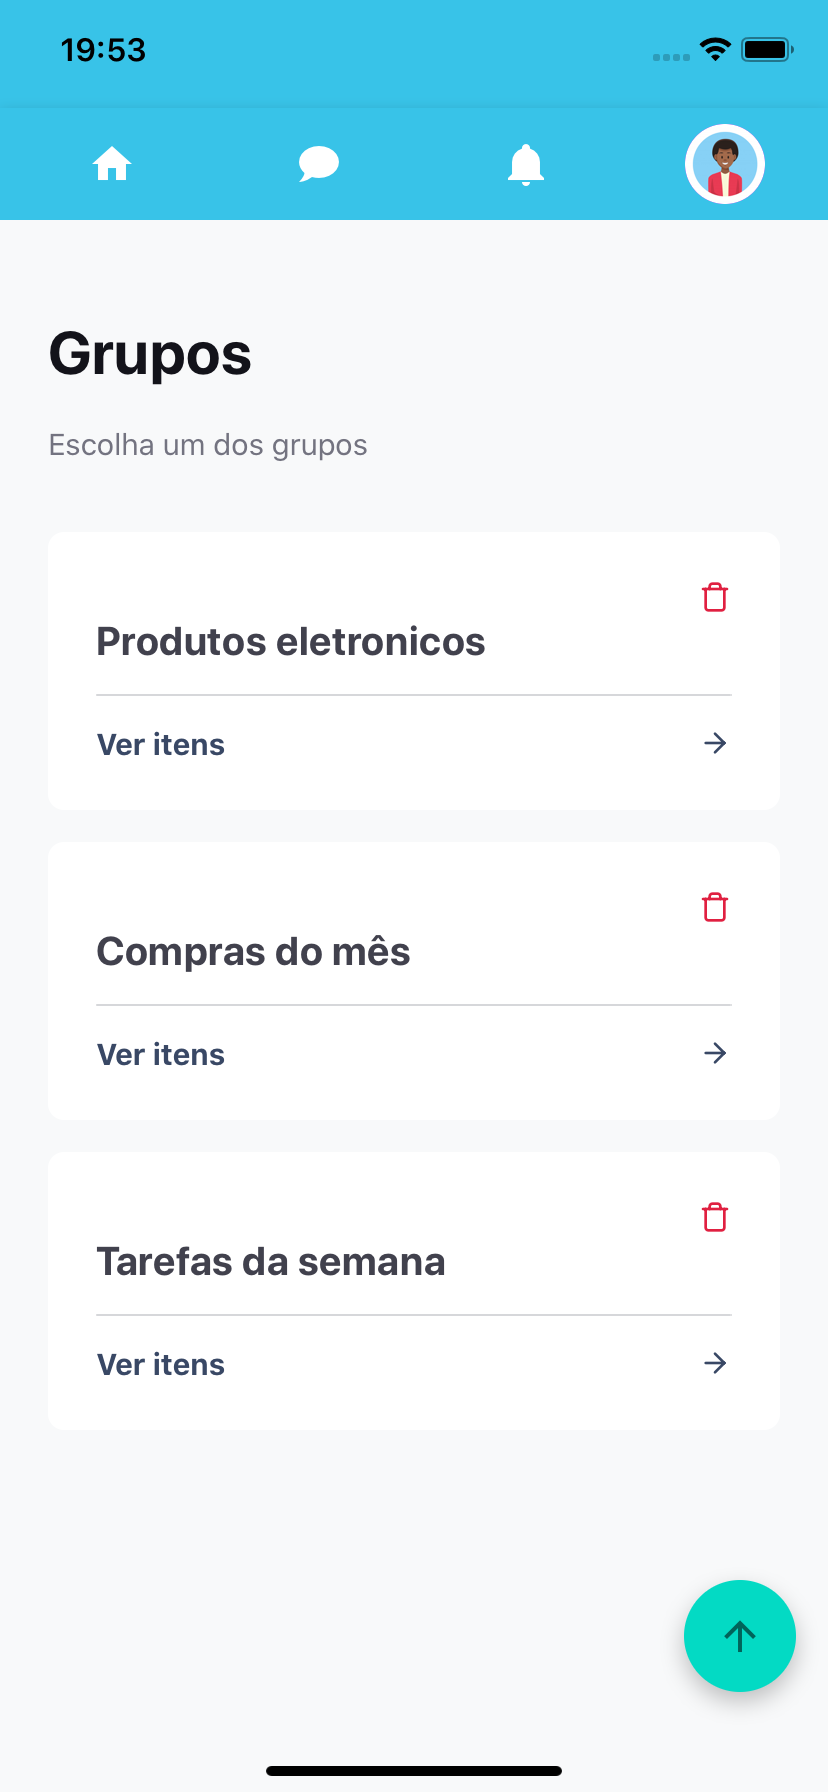 19:53
Grupos
Escolha um dos grupos
Produtos eletronicos
Ver itens
Compras do mês
Ver itens
Tarefas da semana
Ver itens